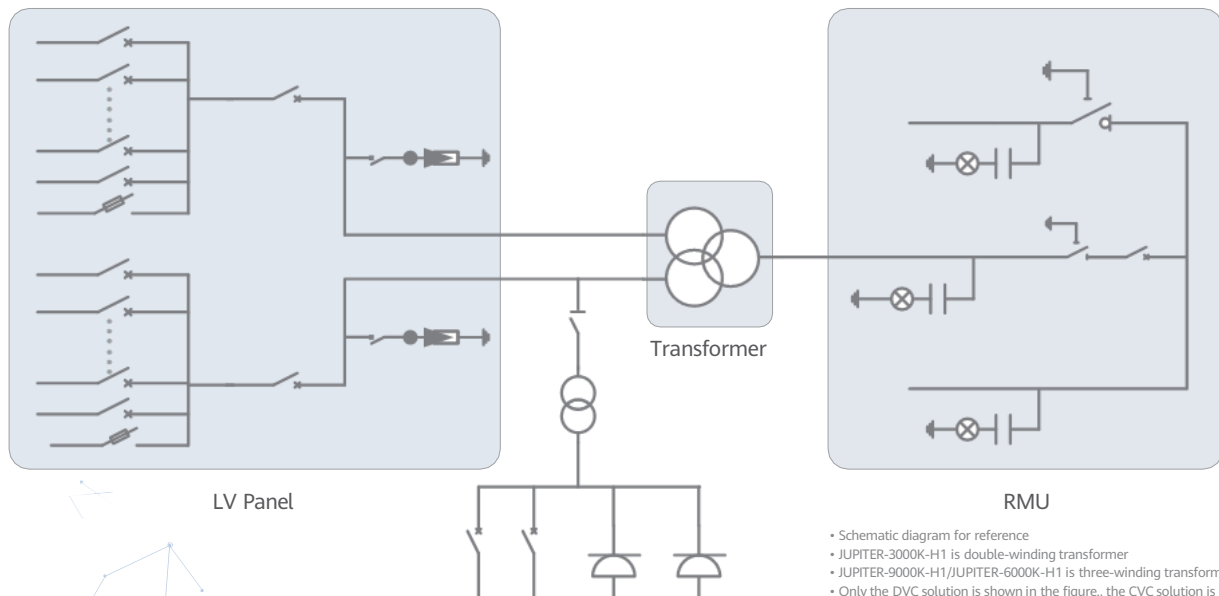 Transformer
LV Panel
RMU
• Schematic diagram for reference
• JUPITER-3000K-H1 is double-winding transformer
• JUPITER-9000K-H1/JUPITER-6000K-H1 is three-winding transform
• Only the DVC solution is shown in the figure., the CVC solution is